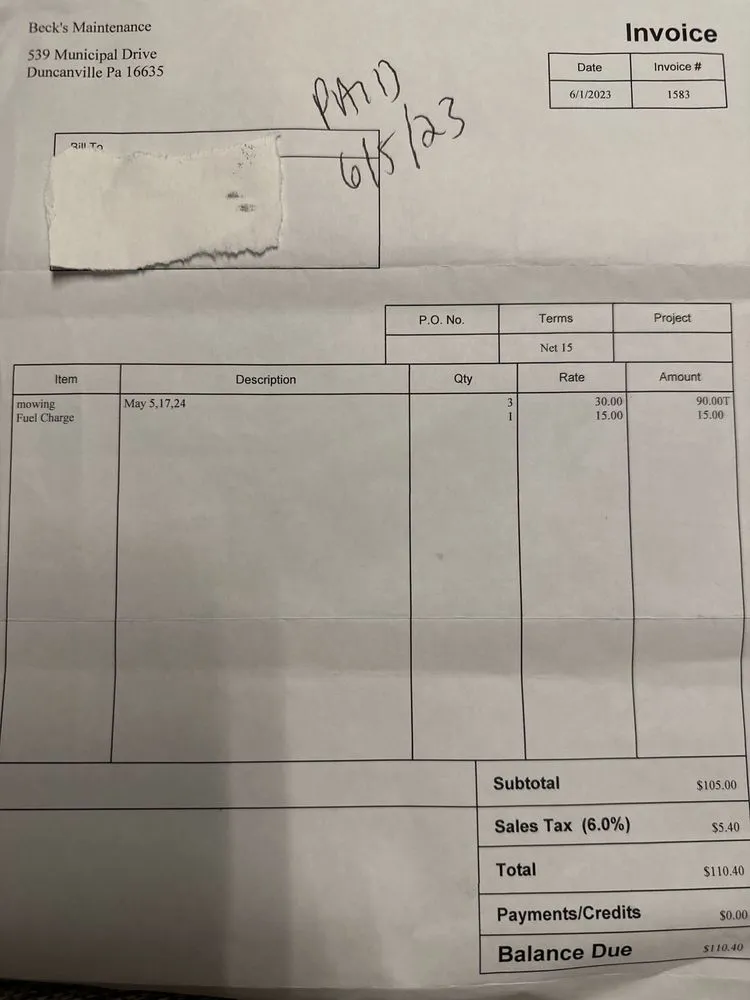 Beck's Maintenance
Invoice
539 Municipal Drive
Duncanville Pa 16635
Date Invoice #
6/1/2023 1583
PAID
6/5/23
Bill To
P.O. No. Terms Project
Net 15
Item Description Qty Rate Amount
mowing May 5,17,24 3 30.00 90.00T
Fuel Charge 1 15.00 15.00
Subtotal $105.00
Sales Tax (6.0%) $5.40
Total $110.40
Payments/Credits $0.00
Balance Due $110.40